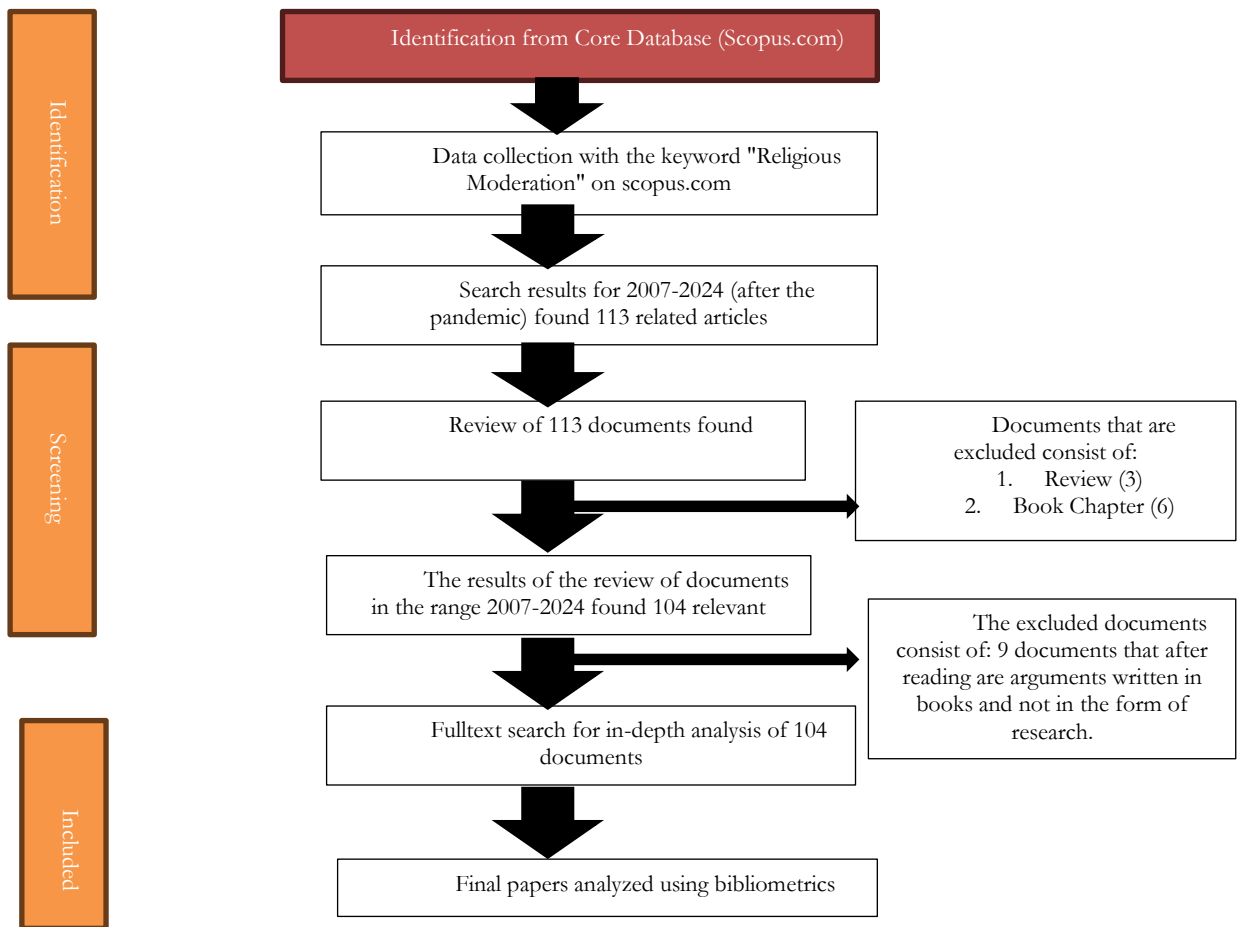 Identification
Identification from Core Database (Scopus.com)
Data collection with the keyword "Religious
Moderation" on scopus.com
Search results for 2007-2024 (after the
pandemic) found 113 related articles
Screening
Review of 113 documents found
Documents that are
excluded consist of:
1. Review (3)
2. Book Chapter (6)
The results of the review of documents
in the range 2007-2024 found 104 relevant
The excluded documents
consist of: 9 documents that after
reading are arguments written in
books and not in the form of
research.
Included
Fulltext search for in-depth analysis of 104
documents
Final papers analyzed using bibliometrics